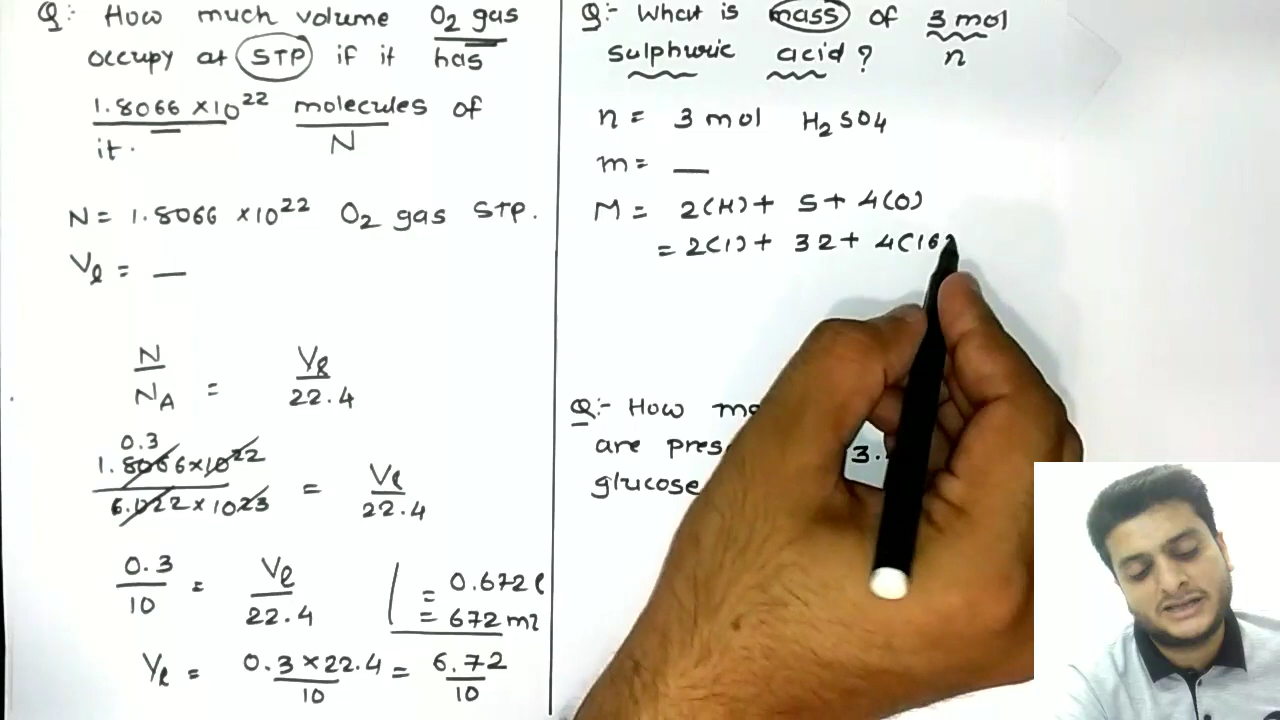 Q:- How much volume O2 gas
occupy at STP if it has
1.8066 ×10^22 molecules of
N
it.
N = 1.8066 ×10^22 O2 gas STP.
Vl = —
N/NA = Vl/22.4
0.3
1.8066×10^22/6.022×10^23 = Vl/22.4
0.3/10 = Vl/22.4
= 0.672 l
= 672 ml
Vl = 0.3×22.4/10 = 6.72/10
Q:- What is mass of 3 mol
sulphuric acid? n
n = 3 mol H2SO4
m = —
M = 2(H)+ S+ 4(O)
= 2(1)+ 32+ 4(16)
Q:- How
are
3.
glucose